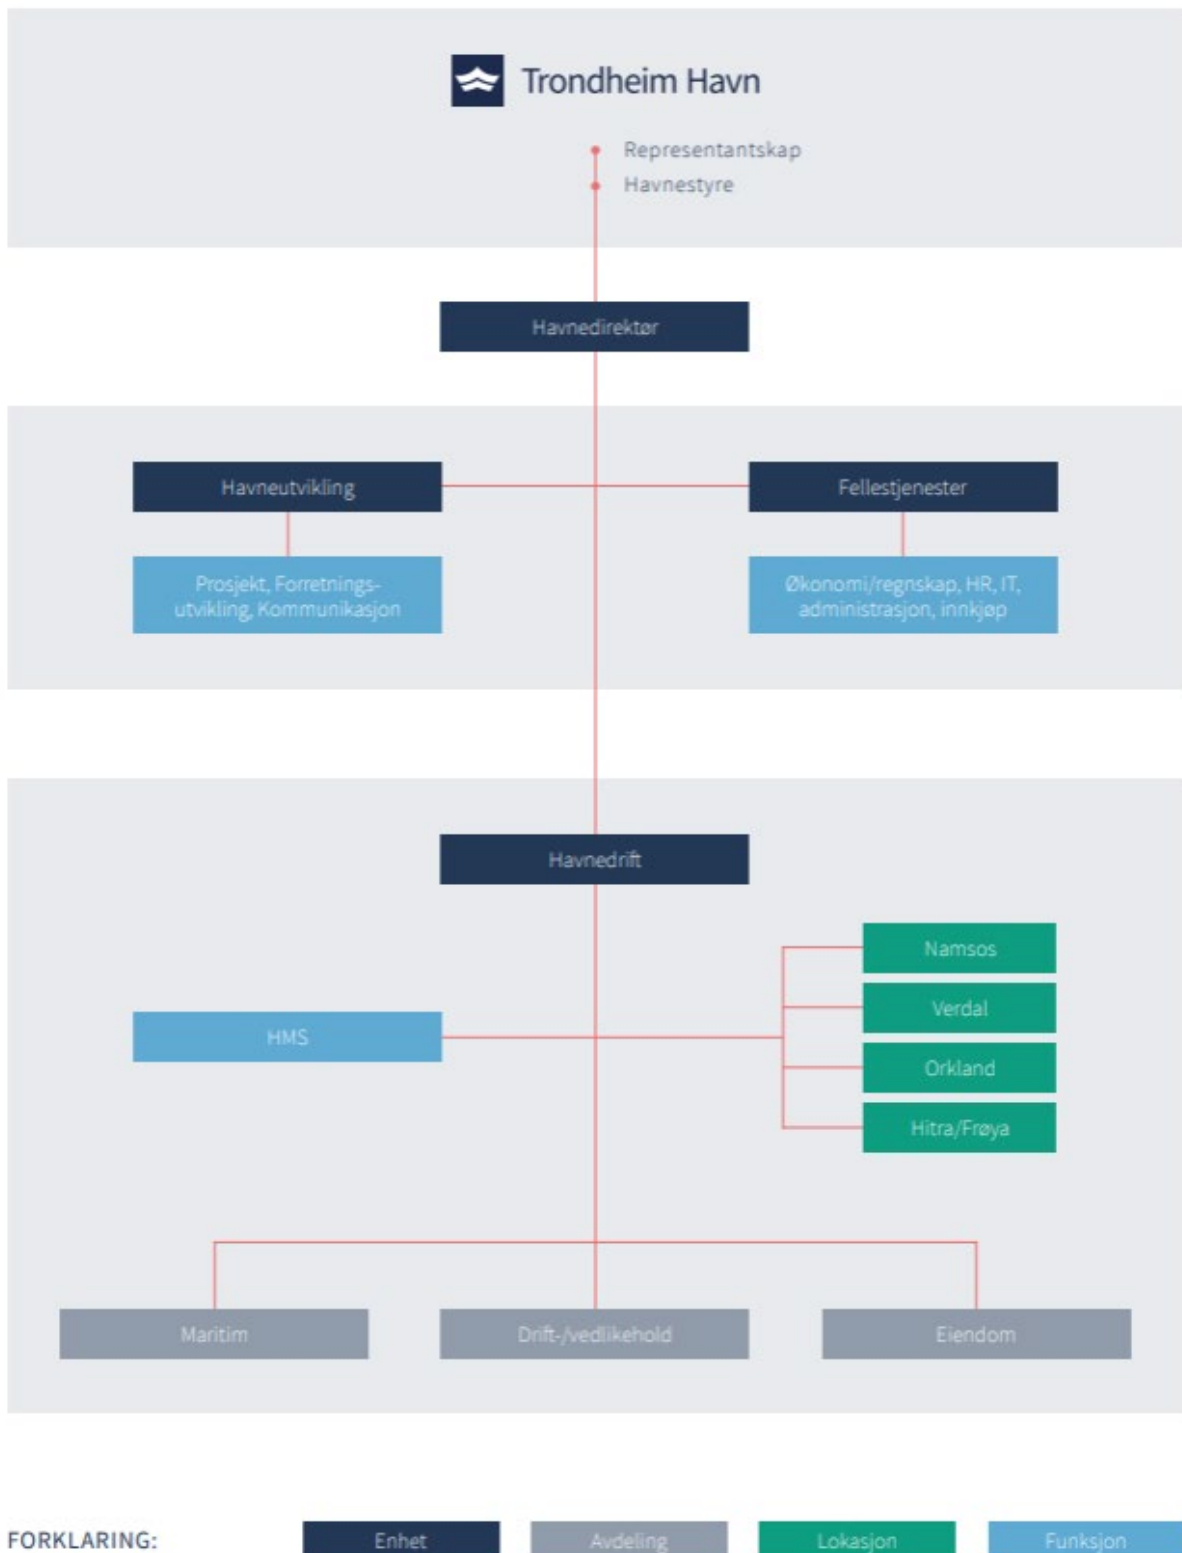 Trondheim Havn
Representantskap
Havnestyre
Havnedirektør
Havneutvikling
Fellestjenester
Prosjekt, Forretnings-
utvikling, Kommunikasjon
Økonomi/regnskap, HR, IT,
administrasjon, innkjøp
Havnedrift
Namsos
Verdal
HMS
Orkland
Hitra/Frøya
Maritim
Drift-/vedlikehold
Eiendom
FORKLARING:
Enhet
Avdeling
Lokasjon
Funksjon